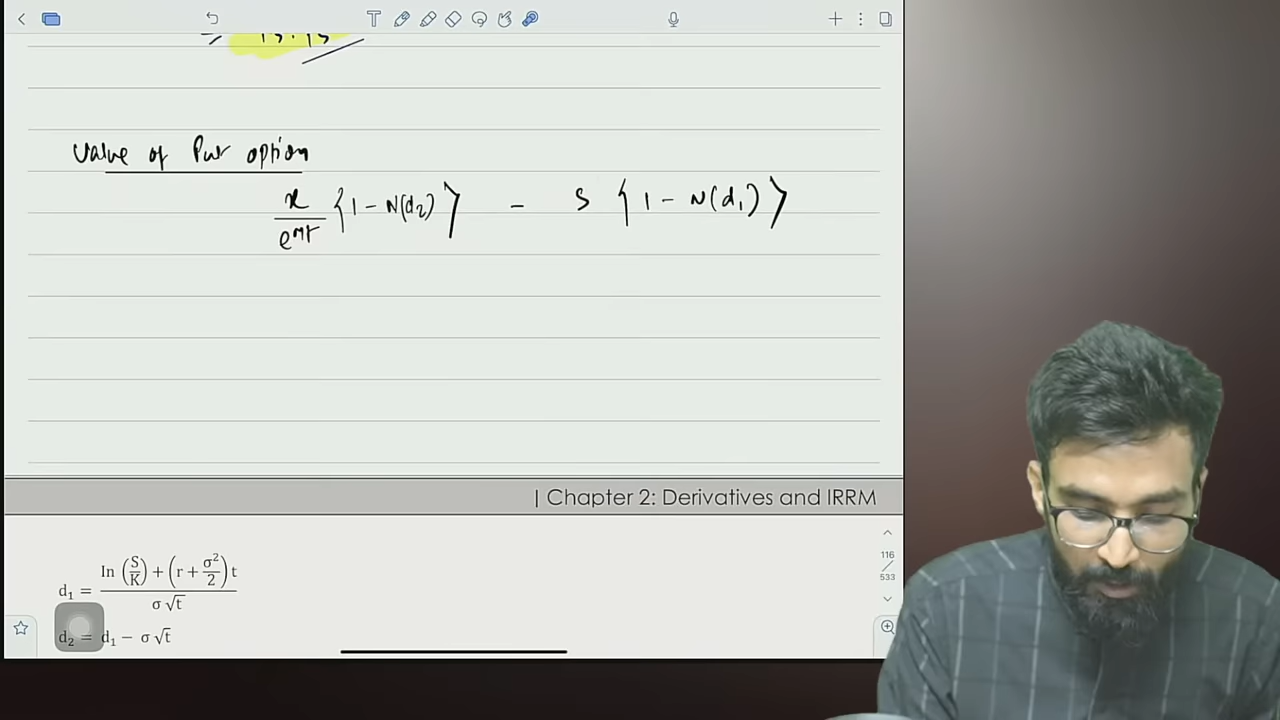 Value of Put option
x / e^rt {1 - N(d₂)} - S {1 - N(d₁)}
| Chapter 2: Derivatives and IRRM
116
/
533
d₁ = ln (S/K) + (r + σ²/2) t / σ √t
d₂ = d₁ − σ √t